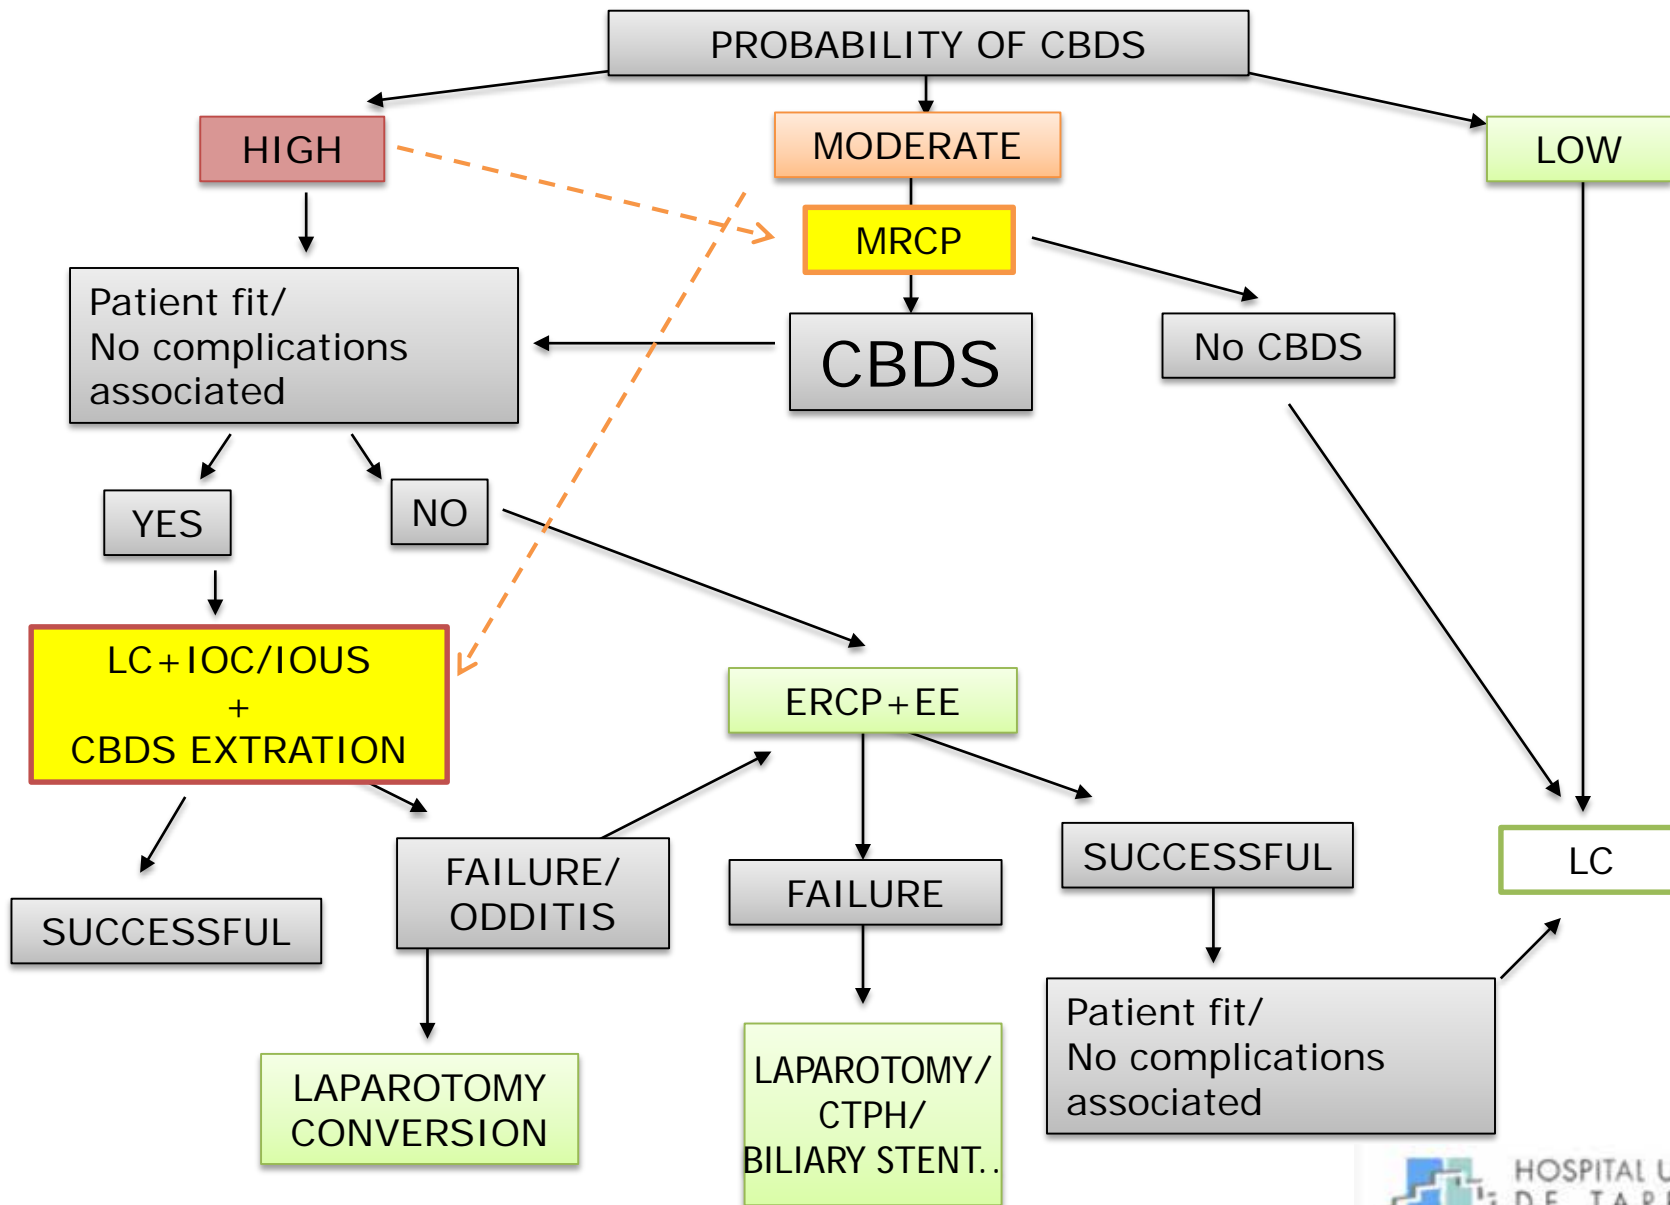 PROBABILITY OF CBDS
HIGH
MODERATE
LOW
MRCP
Patient fit/
No complications
associated
CBDS
No CBDS
YES
NO
LC+IOC/IOUS
+
CBDS EXTRATION
ERCP+EE
SUCCESSFUL
FAILURE/
ODDITIS
FAILURE
SUCCESSFUL
LC
LAPAROTOMY
CONVERSION
LAPAROTOMY/
CTPH/
BILIARY STENT..
Patient fit/
No complications
associated
HOSPITAL U
DE TARR